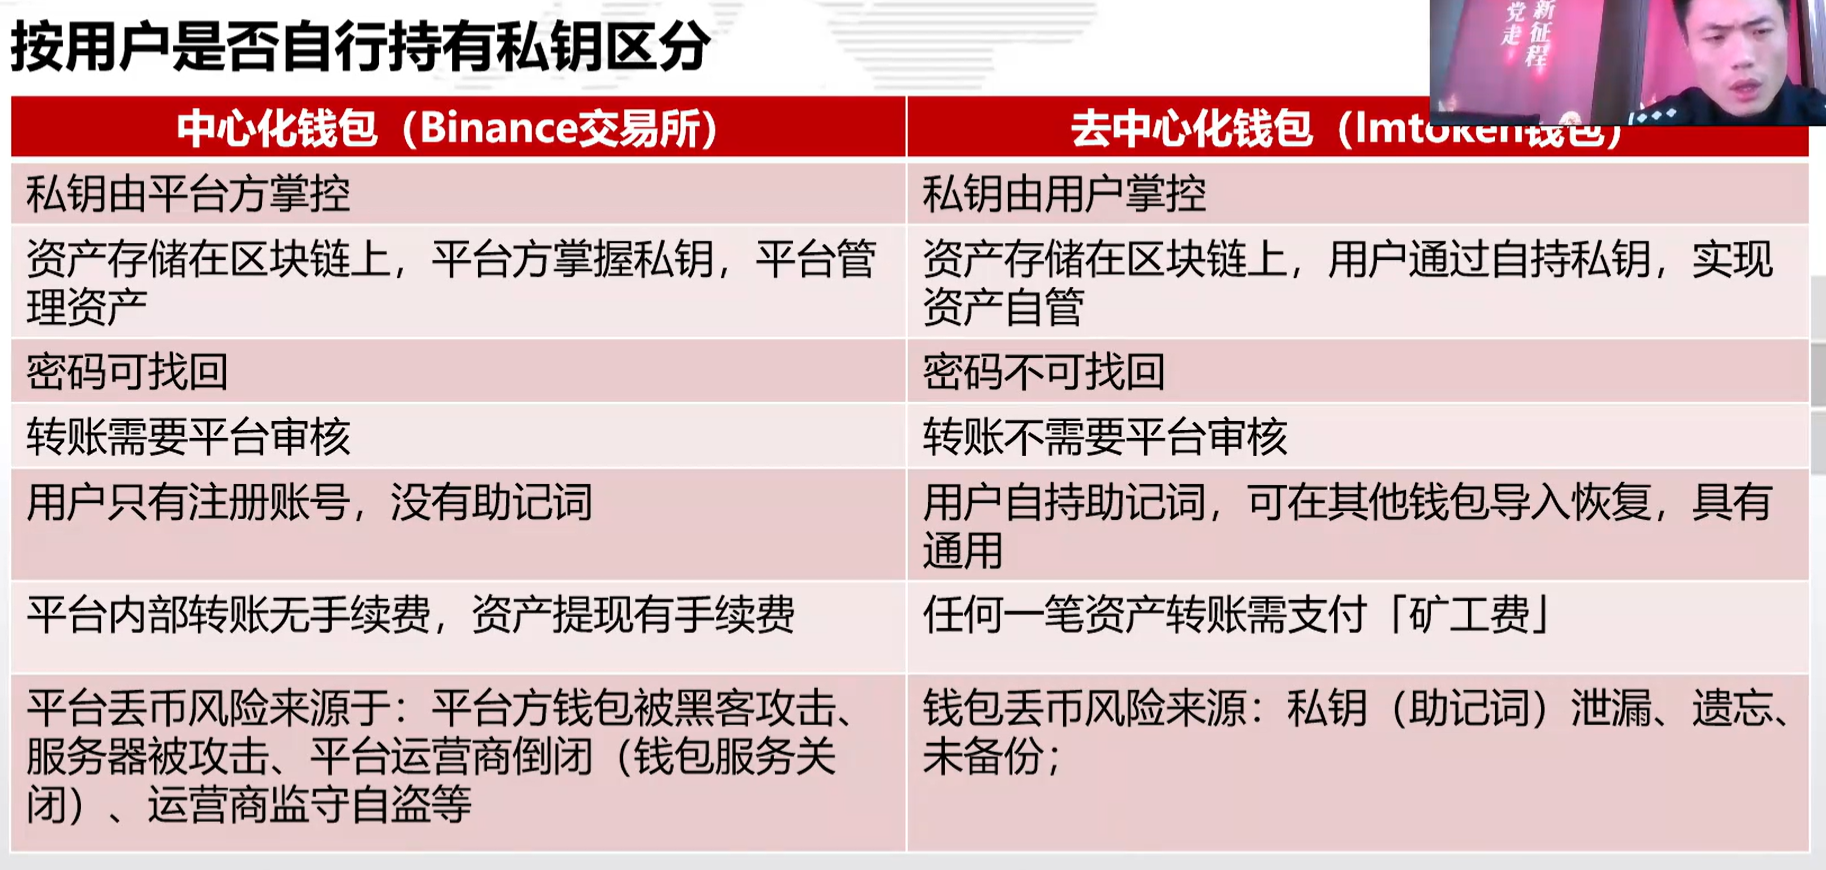 按用户是否自行持有私钥区分
新征程
党走
中心化钱包（Binance交易所）
去中心化钱包（Imtoken钱包）
私钥由平台方掌控
私钥由用户掌控
资产存储在区块链上，平台方掌握私钥，平台管
理资产
资产存储在区块链上，用户通过自持私钥，实现
资产自管
密码可找回
密码不可找回
转账需要平台审核
转账不需要平台审核
用户只有注册账号，没有助记词
用户自持助记词，可在其他钱包导入恢复，具有
通用
平台内部转账无手续费，资产提现有手续费
任何一笔资产转账需支付「矿工费」
平台丢币风险来源于：平台方钱包被黑客攻击、
服务器被攻击、平台运营商倒闭（钱包服务关
闭）、运营商监守自盗等
钱包丢币风险来源：私钥（助记词）泄漏、遗忘、
未备份；